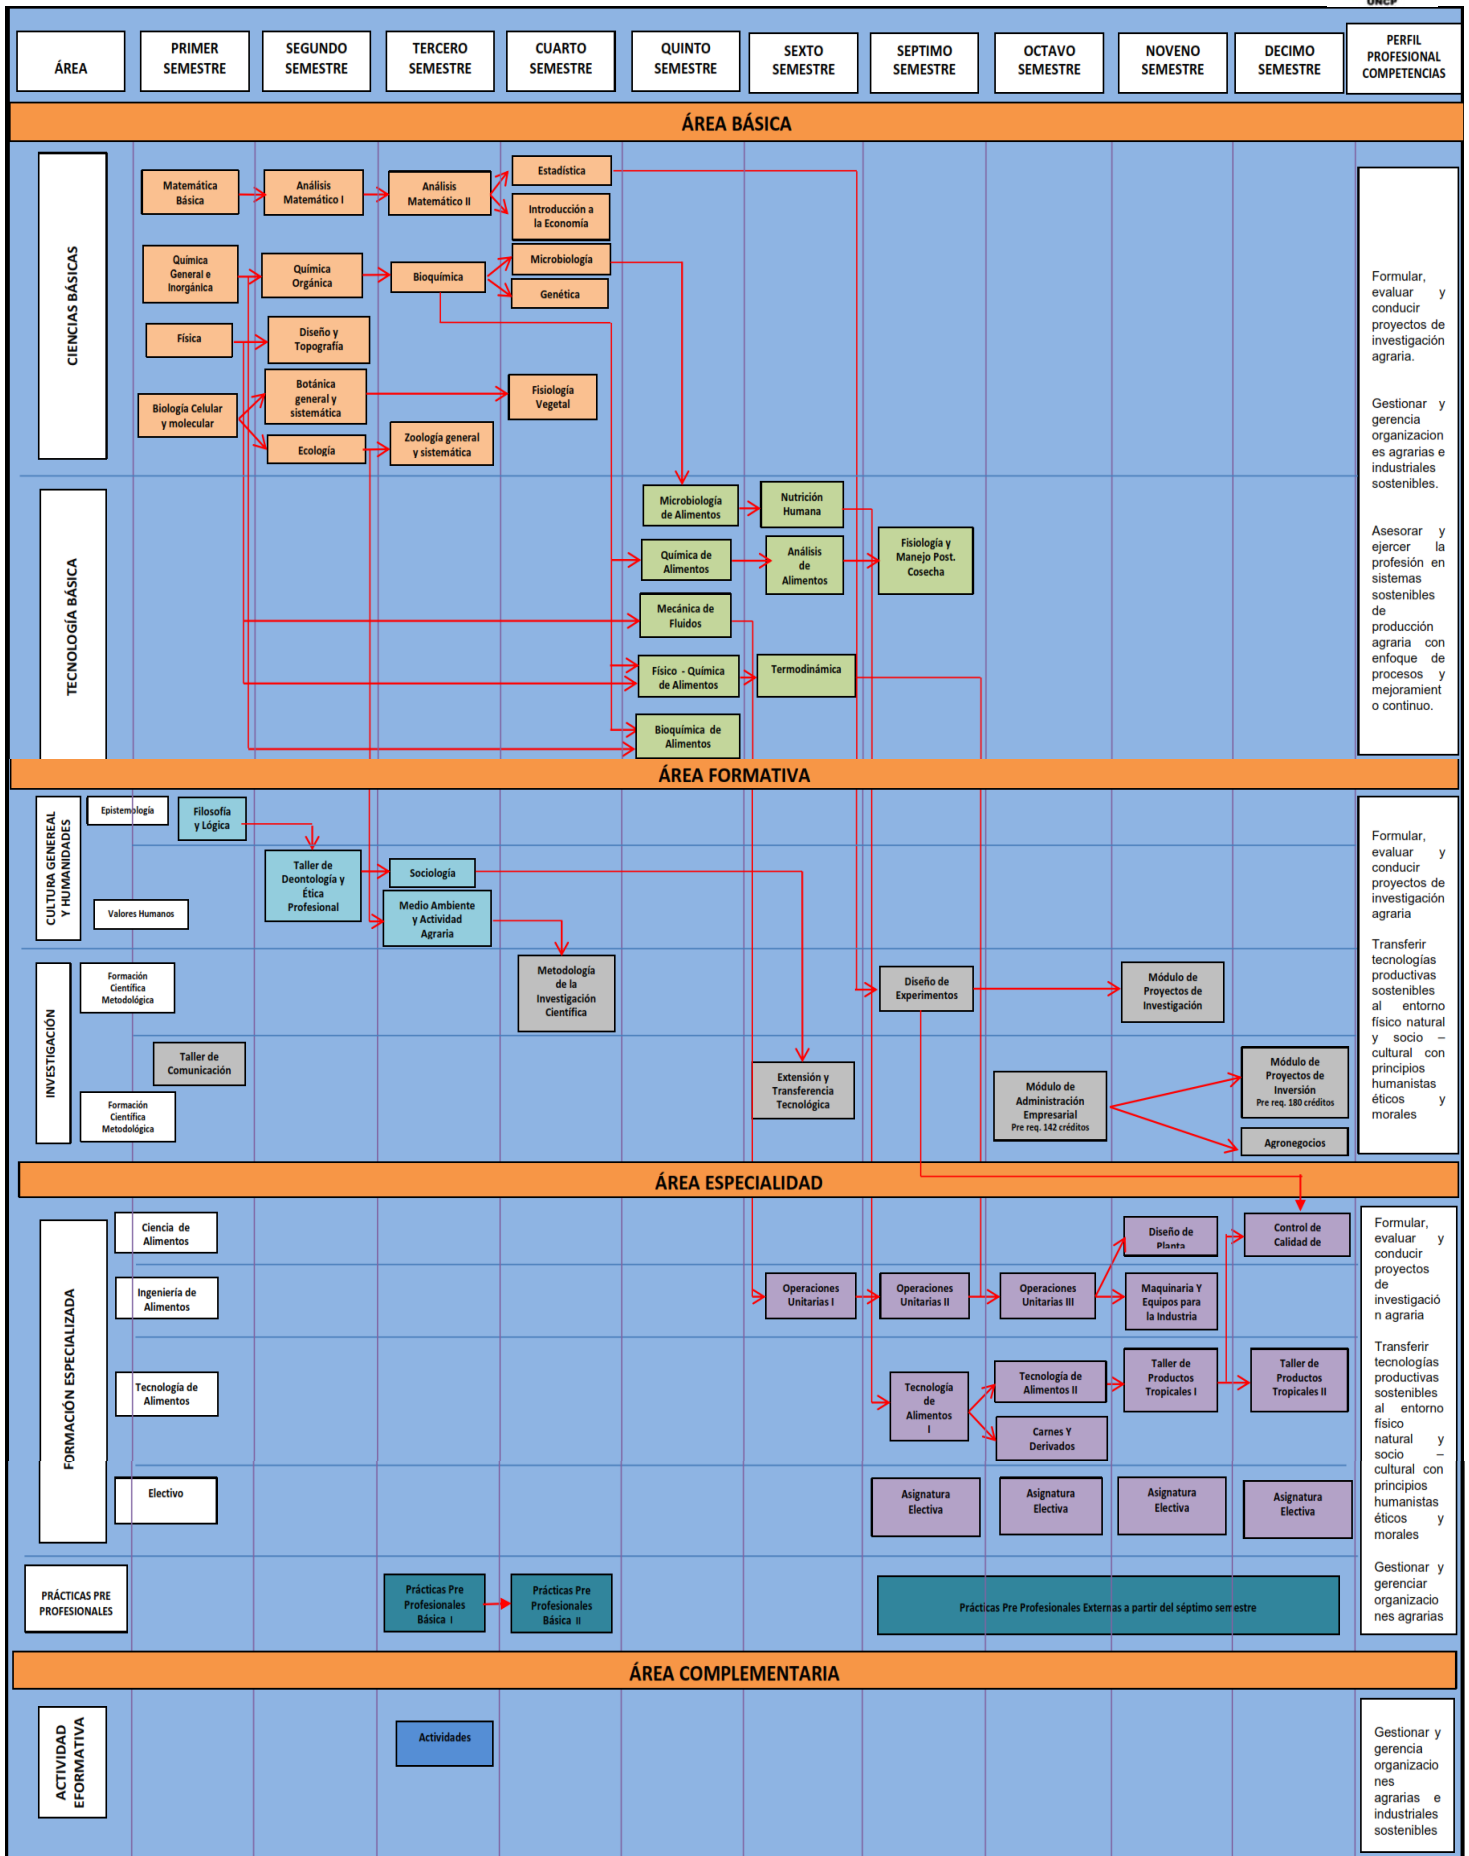 UNCP
ÁREA
PRIMER
SEMESTRE
SEGUNDO
SEMESTRE
TERCERO
SEMESTRE
CUARTO
SEMESTRE
QUINTO
SEMESTRE
SEXTO
SEMESTRE
SEPTIMO
SEMESTRE
OCTAVO
SEMESTRE
NOVENO
SEMESTRE
DECIMO
SEMESTRE
PERFIL
PROFESIONAL
COMPETENCIAS
ÁREA BÁSICA
CIENCIAS BÁSICAS
Matemática
Básica
Análisis
Matemático I
Análisis
Matemático II
Estadística
Introducción a
la Economía
Química
General e
Inorgánica
Química
Orgánica
Bioquímica
Microbiología
Genética
Física
Diseño y
Topografía
Biología Celular
y molecular
Botánica
general y
sistemática
Fisiología
Vegetal
Ecología
Zoología general
y sistemática
Formular,
evaluar y
conducir
proyectos de
investigación
agraria.
Gestionar y
gerencia
organizacion
es agrarias e
industriales
sostenibles.
Asesorar y
ejercer la
profesión en
sistemas
sostenibles
de
producción
agraria con
enfoque de
procesos y
mejoramient
o continuo.
TECNOLOGÍA BÁSICA
Microbiología
de Alimentos
Nutrición
Humana
Química de
Alimentos
Análisis
de
Alimentos
Fisiología y
Manejo Post.
Cosecha
Mecánica de
Fluidos
Físico - Química
de Alimentos
Termodinámica
Bioquímica de
Alimentos
ÁREA FORMATIVA
CULTURA GENEREAL
Y HUMANIDADES
Epistemología
Filosofía
y Lógica
Taller de
Deontología y
Ética
Profesional
Sociología
Valores Humanos
Medio Ambiente
y Actividad
Agraria
Formular,
evaluar y
conducir
proyectos de
investigación
agraria
Transferir
tecnologías
productivas
sostenibles
al entorno
físico natural
y socio –
cultural con
principios
humanistas
éticos y
morales
INVESTIGACIÓN
Formación
Científica
Metodológica
Metodología
de la
Investigación
Científica
Diseño de
Experimentos
Módulo de
Proyectos de
Investigación
Taller de
Comunicación
Formación
Científica
Metodológica
Extensión y
Transferencia
Tecnológica
Módulo de
Administración
Empresarial
Pre req. 142 créditos
Módulo de
Proyectos de
Inversión
Pre req. 180 créditos
Agronegocios
ÁREA ESPECIALIDAD
FORMACIÓN ESPECIALIZADA
Ciencia de
Alimentos
Diseño de
Planta
Control de
Calidad de
Ingeniería de
Alimentos
Operaciones
Unitarias I
Operaciones
Unitarias II
Operaciones
Unitarias III
Maquinaria Y
Equipos para
la Industria
Tecnología de
Alimentos
Tecnología
de
Alimentos
I
Tecnología de
Alimentos II
Carnes Y
Derivados
Taller de
Productos
Tropicales I
Taller de
Productos
Tropicales II
Electivo
Asignatura
Electiva
Asignatura
Electiva
Asignatura
Electiva
Asignatura
Electiva
Formular,
evaluar y
conducir
proyectos
de
investigació
n agraria
Transferir
tecnologías
productivas
sostenibles
al entorno
físico
natural y
socio –
cultural con
principios
humanistas
éticos y
morales
Gestionar y
gerenciar
organizacio
nes agrarias
PRÁCTICAS PRE
PROFESIONALES
Prácticas Pre
Profesionales
Básica I
Prácticas Pre
Profesionales
Básica II
Prácticas Pre Profesionales Externas a partir del séptimo semestre
ÁREA COMPLEMENTARIA
ACTIVIDAD
EFORMATIVA
Actividades
Gestionar y
gerencia
organizacio
nes
agrarias e
industriales
sostenibles